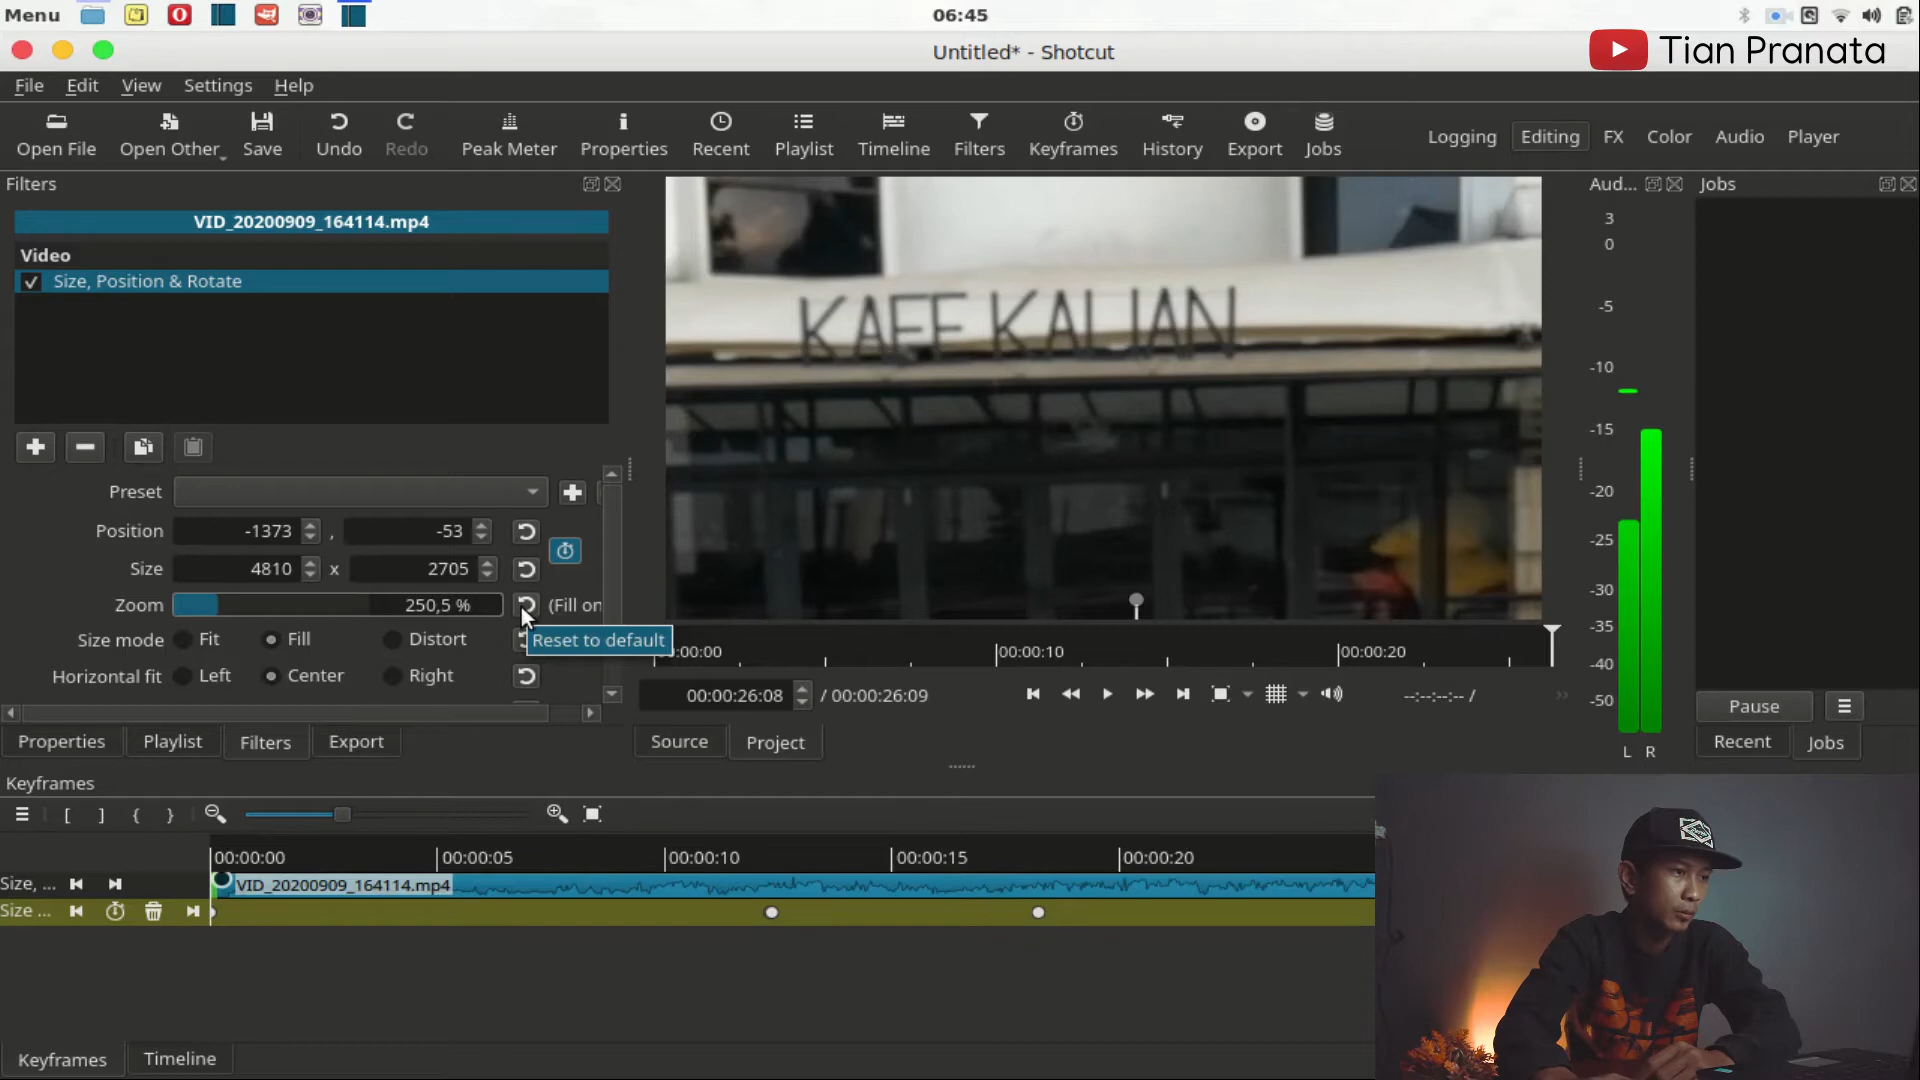 Menu
06:45
Untitled* - Shotcut
Tian Pranata
File Edit View Settings Help
Open File Open Other Save Undo Redo Peak Meter Properties Recent Playlist Timeline Filters Keyframes History Export Jobs
Logging Editing FX Color Audio Player
Filters
VID_20200909_164114.mp4
Video
Size, Position & Rotate
Preset
Position -1373 , -53
Size 4810 x 2705
Zoom 250,5 % (Fill on
Reset to default
Size mode Fit Fill Distort
Horizontal fit Left Center Right
Properties Playlist Filters Export
KAFE KALIAN
:00:00 00:00:10 00:00:20
00:00:26:08 / 00:00:26:09 --:--:--:-- /
Source Project
Aud...
3
0
-5
-10
-15
-20
-25
-30
-35
-40
-50
L R
Jobs
Pause
Recent Jobs
Keyframes
[ ] { }
00:00:00 00:00:05 00:00:10 00:00:15 00:00:20
Size, ... VID_20200909_164114.mp4
Size ...
Keyframes Timeline